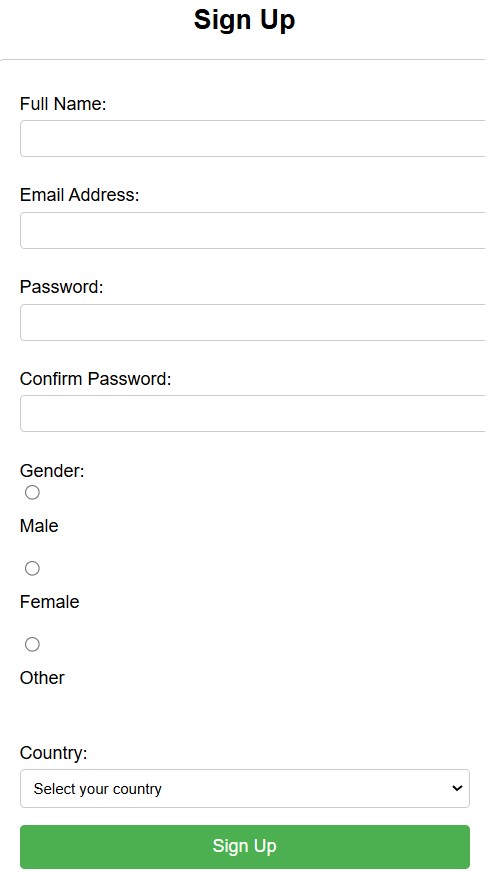 Sign Up
Full Name:
Email Address:
Password:
Confirm Password:
Gender:
Male
Female
Other
Country:
Select your country
Sign Up